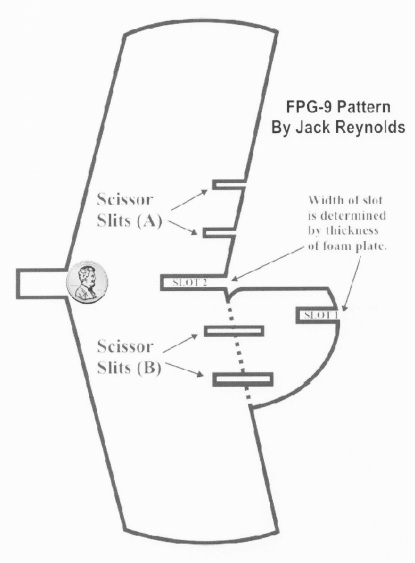 FPG-9 Pattern
By Jack Reynolds
Scissor
Slits (A)
Width of slot
is determined
by thickness
of foam plate.
SLOT 2
SLOT 1
Scissor
Slits (B)